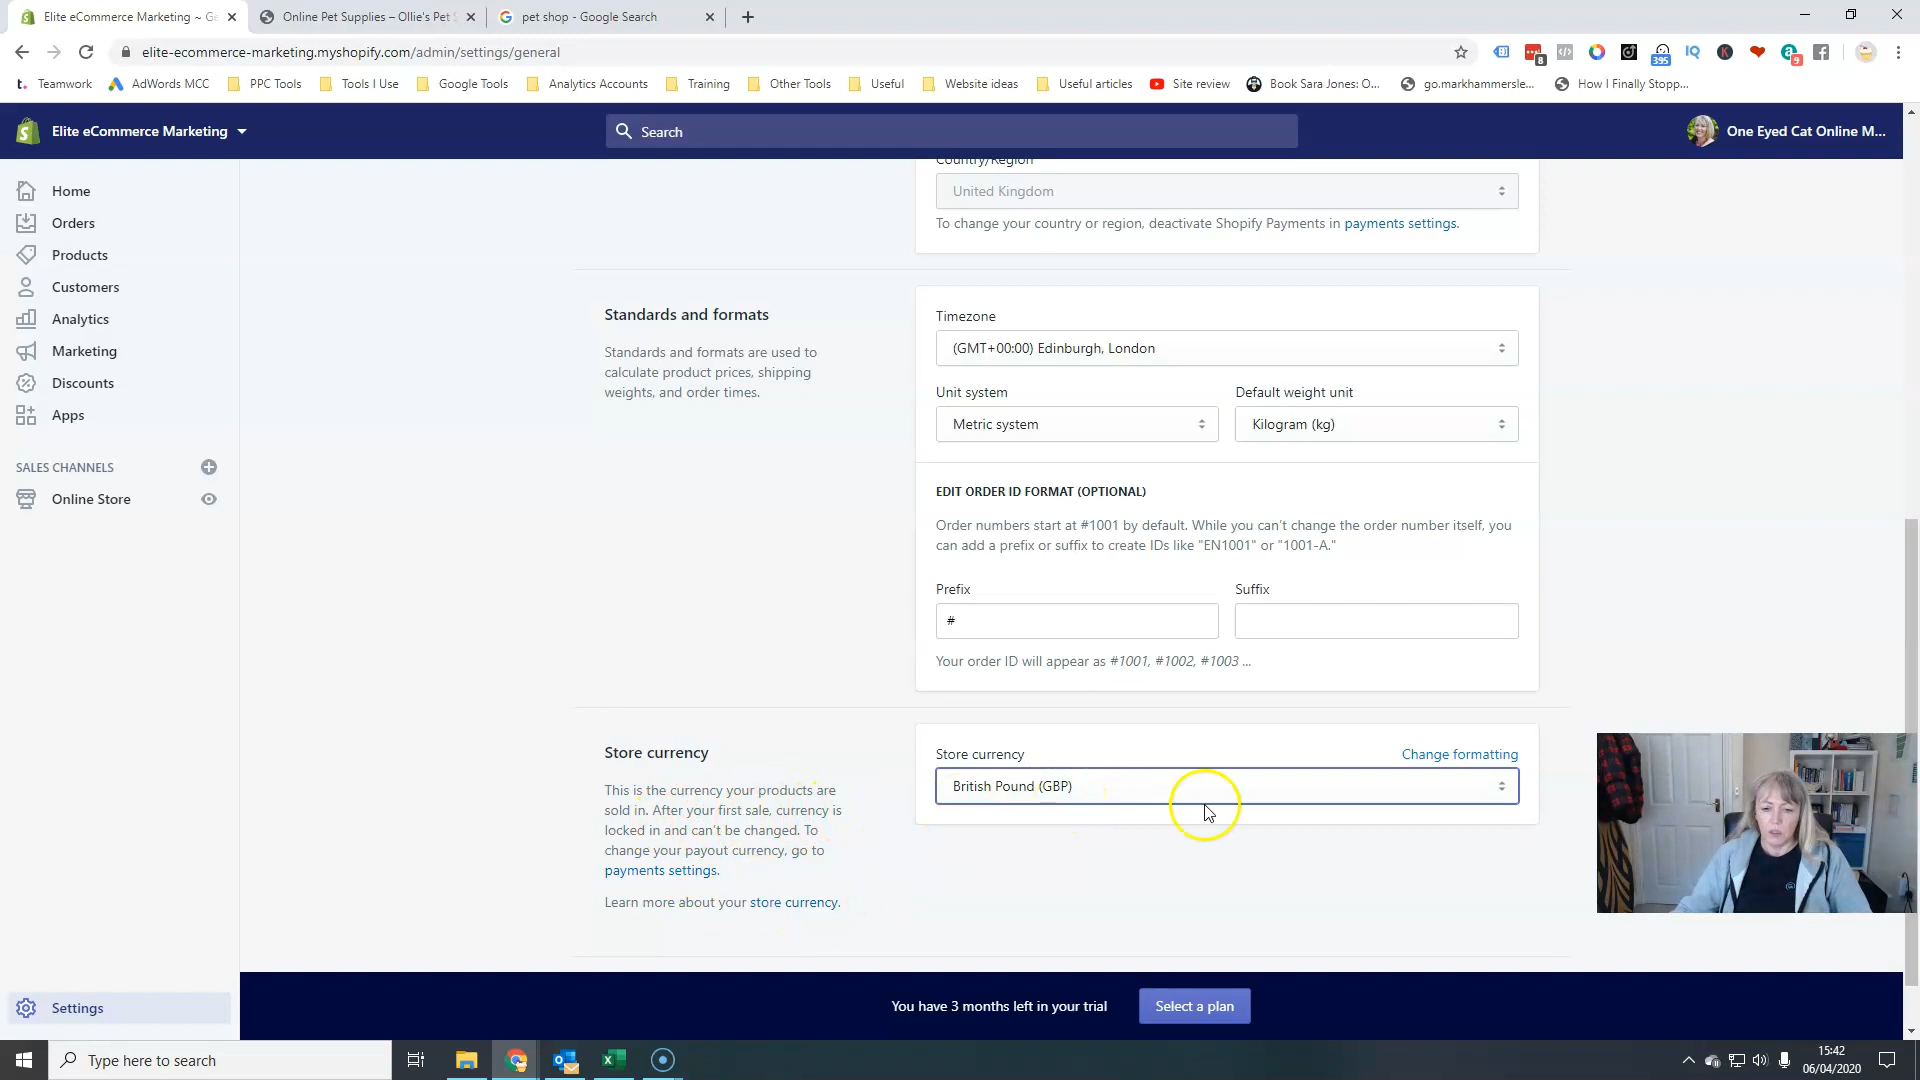 Elite eCommerce Marketing ~ Ge
Online Pet Supplies – Ollie's Pet S
pet shop - Google Search
elite-ecommerce-marketing.myshopify.com/admin/settings/general
Teamwork
AdWords MCC
PPC Tools
Tools I Use
Google Tools
Analytics Accounts
Training
Other Tools
Useful
Website ideas
Useful articles
Site review
Book Sara Jones: O...
go.markhammersle...
How I Finally Stopp...
8
395
9
Elite eCommerce Marketing
Search
One Eyed Cat Online M...
Home
Orders
Products
Customers
Analytics
Marketing
Discounts
Apps
SALES CHANNELS
Online Store
Settings
Country/Region
United Kingdom
To change your country or region, deactivate Shopify Payments in payments settings.
Standards and formats
Standards and formats are used to
calculate product prices, shipping
weights, and order times.
Timezone
(GMT+00:00) Edinburgh, London
Unit system
Default weight unit
Metric system
Kilogram (kg)
EDIT ORDER ID FORMAT (OPTIONAL)
Order numbers start at #1001 by default. While you can't change the order number itself, you
can add a prefix or suffix to create IDs like "EN1001" or "1001-A."
Prefix
Suffix
#
Your order ID will appear as #1001, #1002, #1003 ...
Store currency
This is the currency your products are
sold in. After your first sale, currency is
locked in and can't be changed. To
change your payout currency, go to
payments settings.
Learn more about your store currency.
Store currency
Change formatting
British Pound (GBP)
You have 3 months left in your trial
Select a plan
Type here to search
15:42
06/04/2020